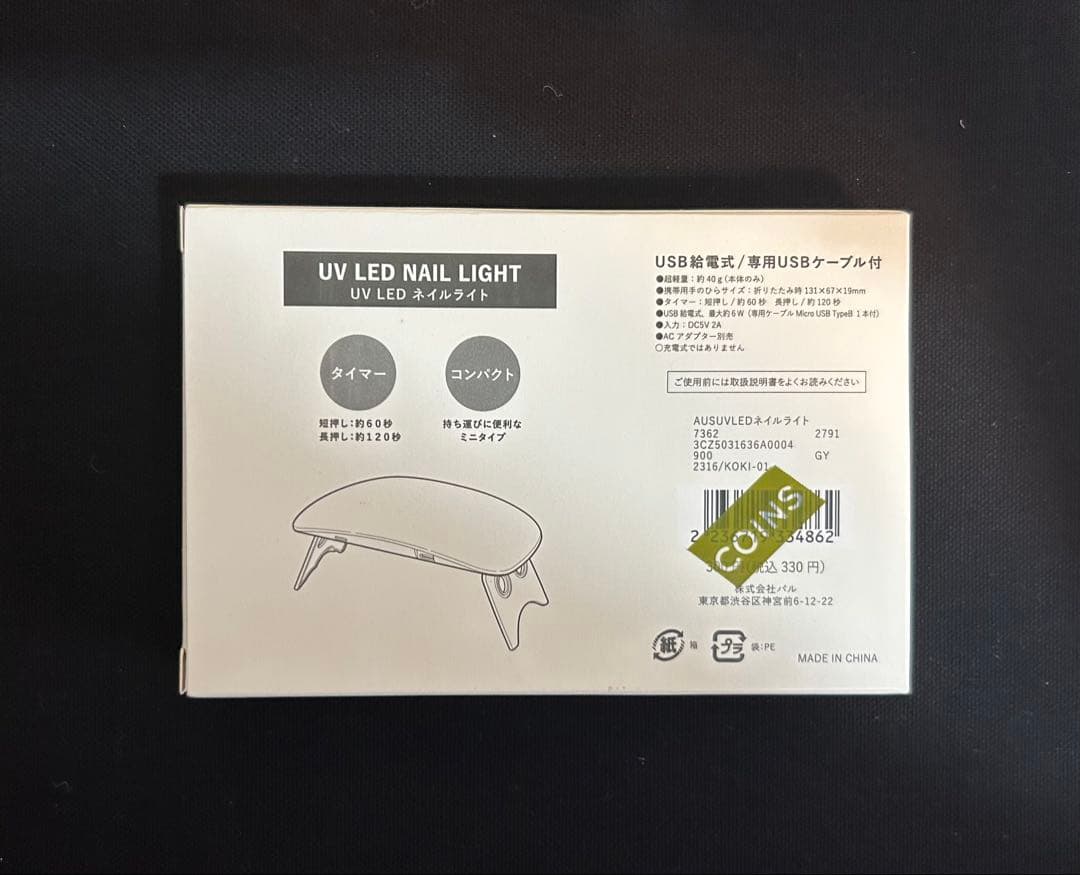 UV LED NAIL LIGHT
UV LED ネイルライト
タイマー
コンパクト
短押し:約60秒
長押し:約120秒
持ち運びに便利な
ミニタイプ
USB給電式/専用USBケーブル付
●超軽量:約40g(本体のみ)
●携帯用手のひらサイズ:折りたたみ時 131×67×19mm
●タイマー:短押し/約60秒 長押し/約120秒
●USB給電式、最大約6W(専用ケーブル Micro USB TypeB 1本付)
●入力:DC5V 2A
●ACアダプター別売
○充電式ではありません
ご使用前には取扱説明書をよくお読みください
AUSUVLEDネイルライト
7362 2791
3CZ5031636A0004
900 GY
2316/KOKI-01
COINS
334862
税込 330円)
株式会社パル
東京都渋谷区神宮前6-12-22
紙 箱
プラ 袋:PE
MADE IN CHINA